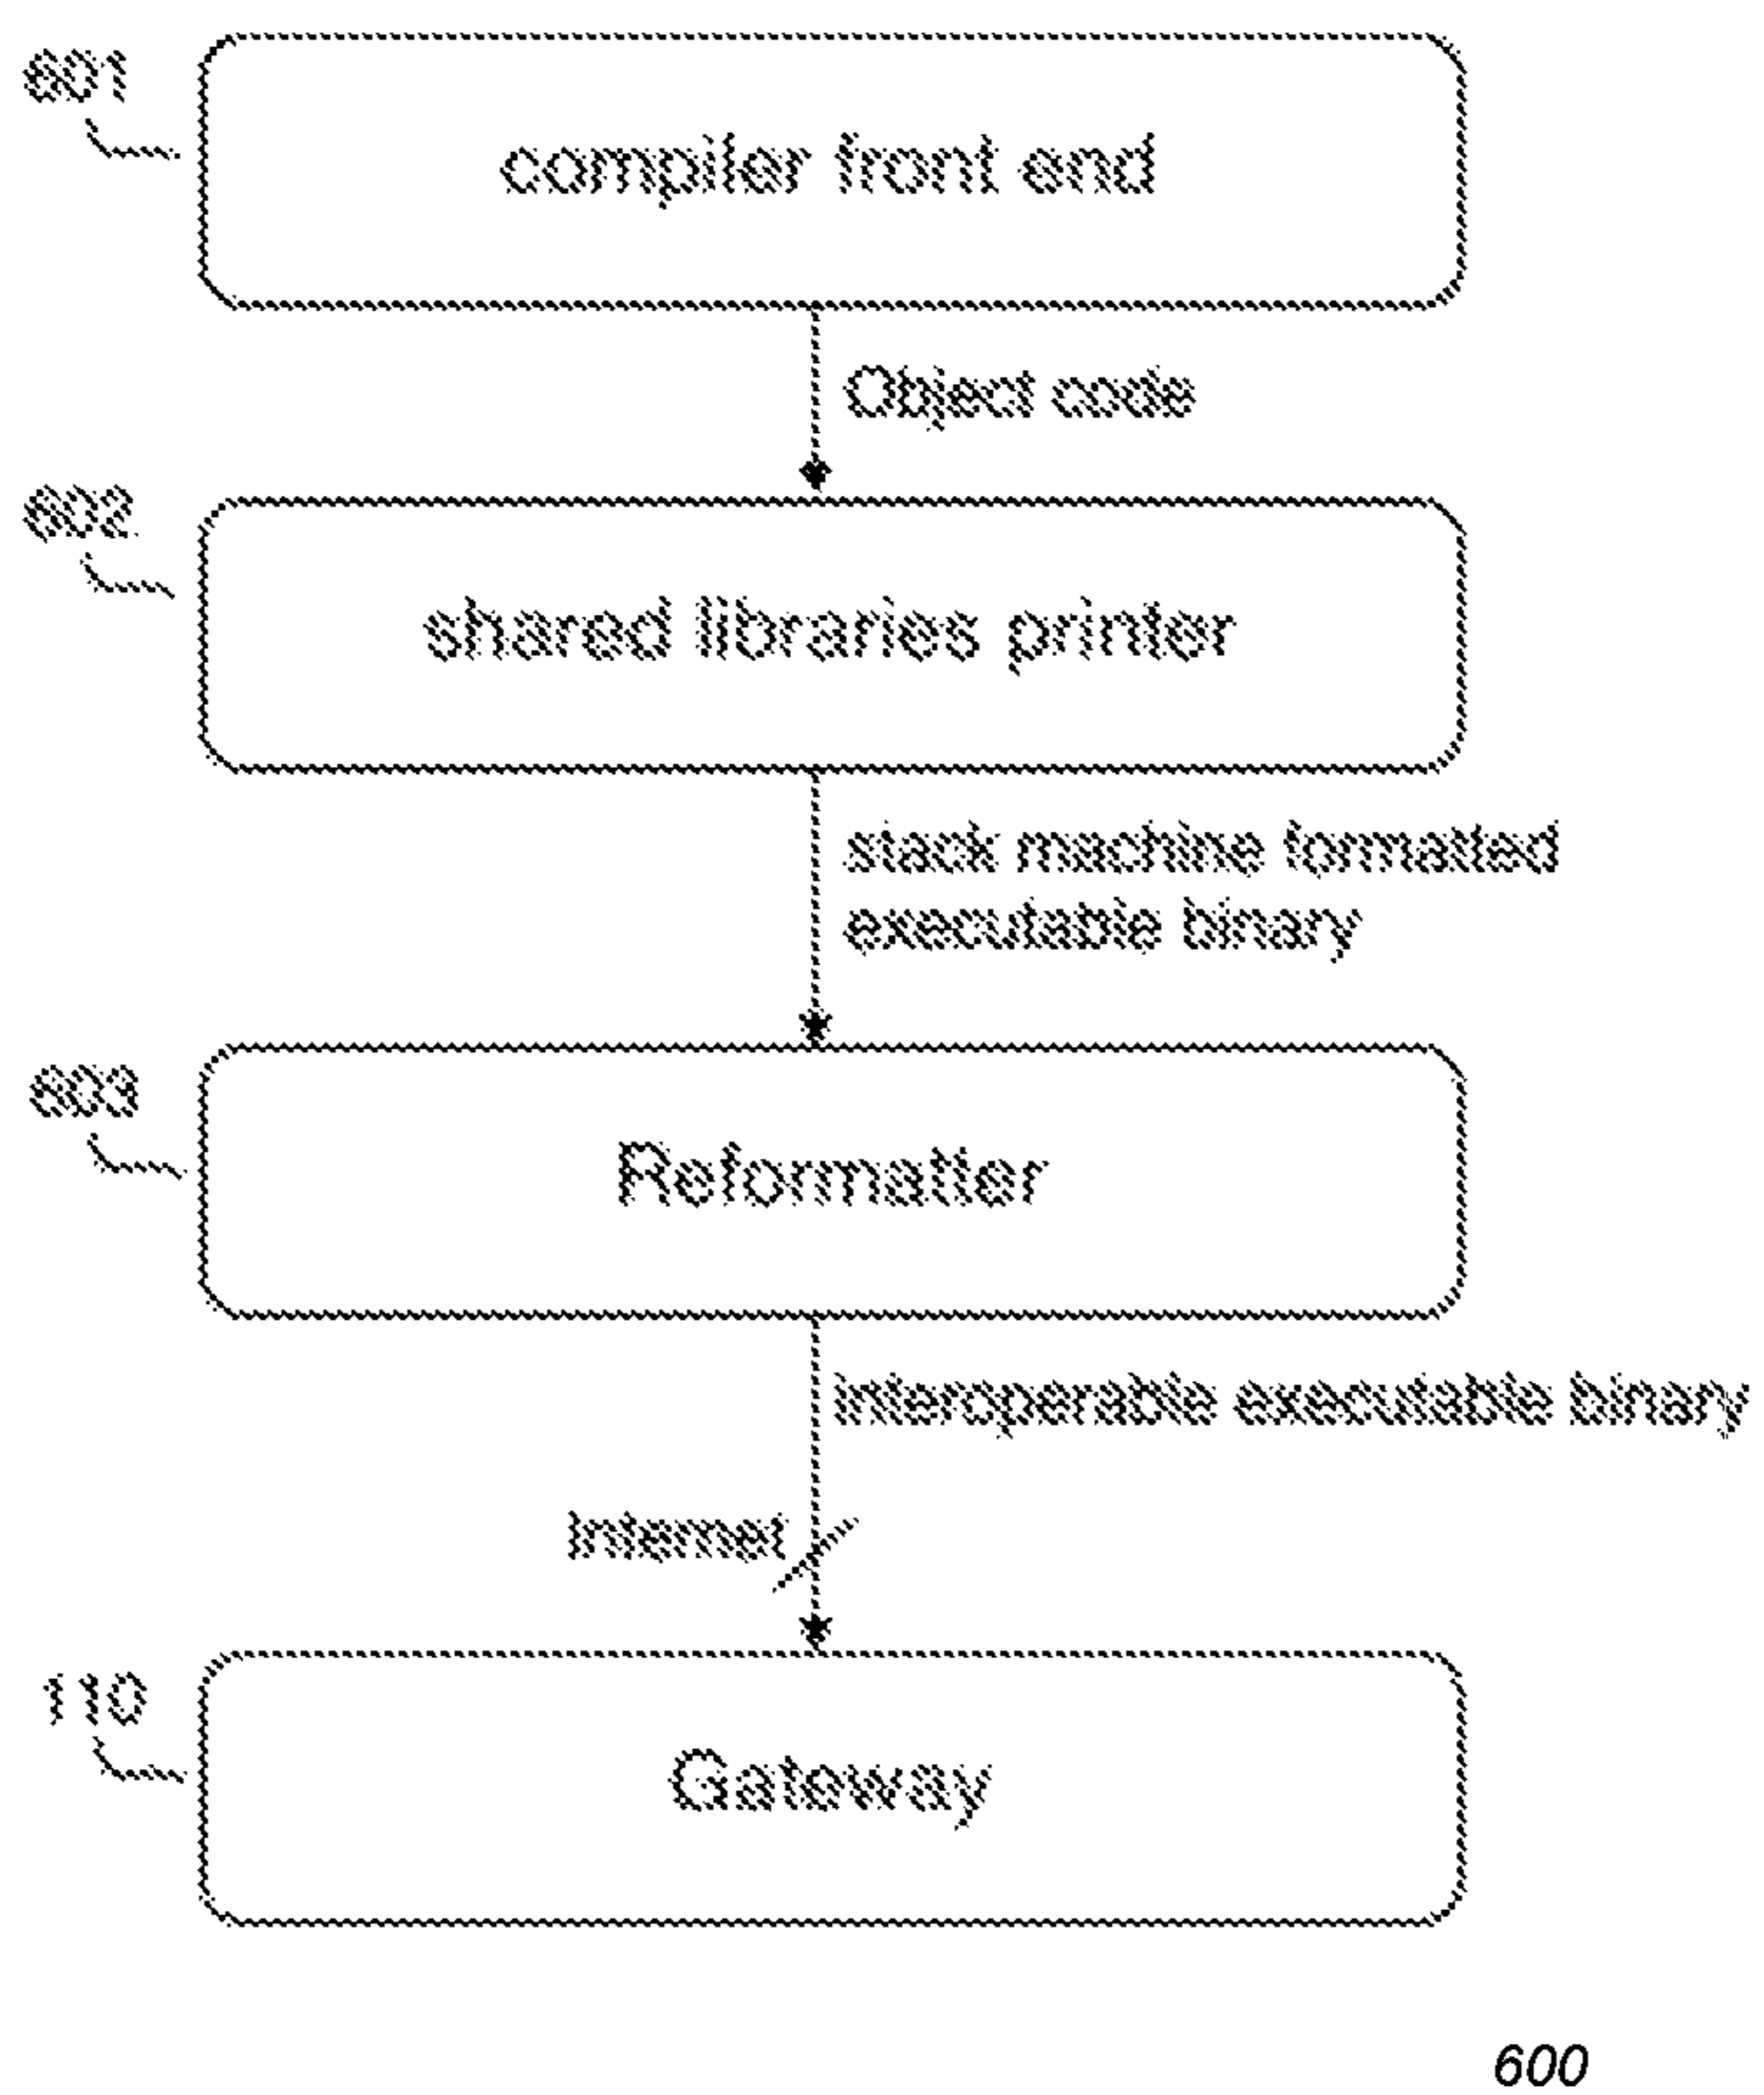 601
compiler front end
Object code
602
shared libraries printer
stack machine formatted
executable binary
603
Reformatter
interoperable executable binary
Internet
110
Gateway
600